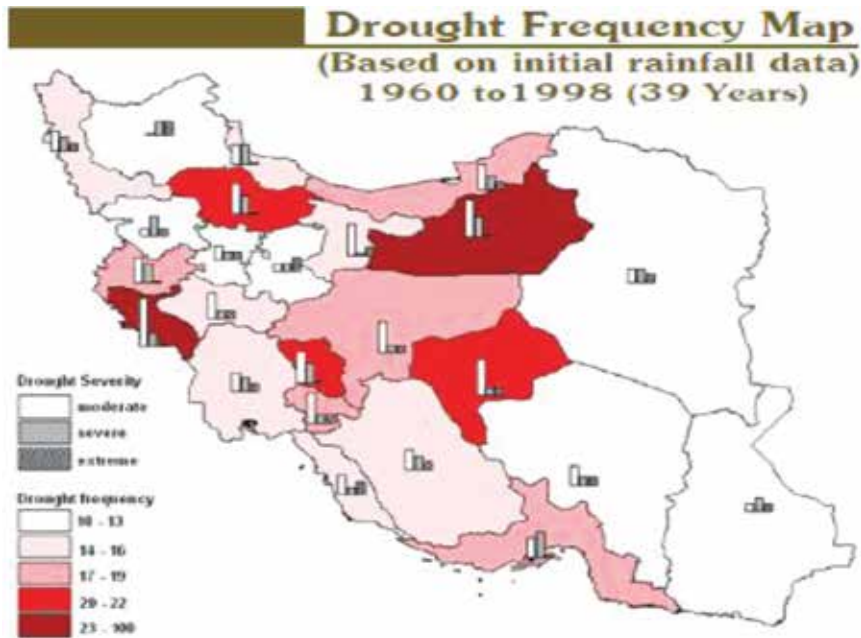 Drought Frequency Map
(Based on initial rainfall data)
1960 to1998 (39 Years)
Drought Severity
moderate
severe
extreme
Drought frequency
10 - 13
14 - 16
17 - 19
20 - 22
23 - 100